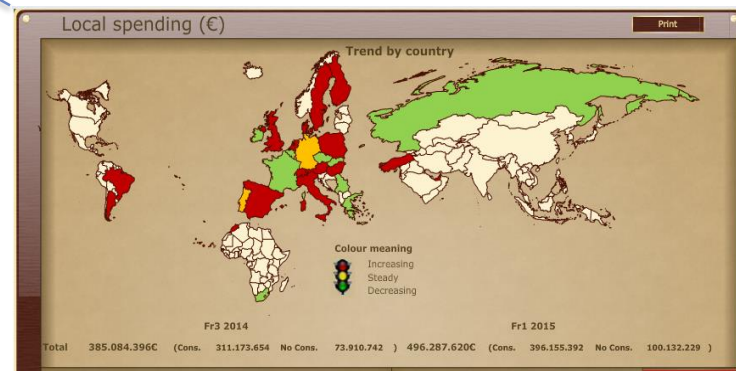 Local spending (€)
Print
Trend by country
Colour meaning
Increasing
Steady
Decreasing
Fr3 2014 Fr1 2015
Total 385.084.396€ (Cons. 311.173.654 No Cons. 73.910.742 ) 496.287.620€ (Cons. 396.155.392 No Cons. 100.132.229 )